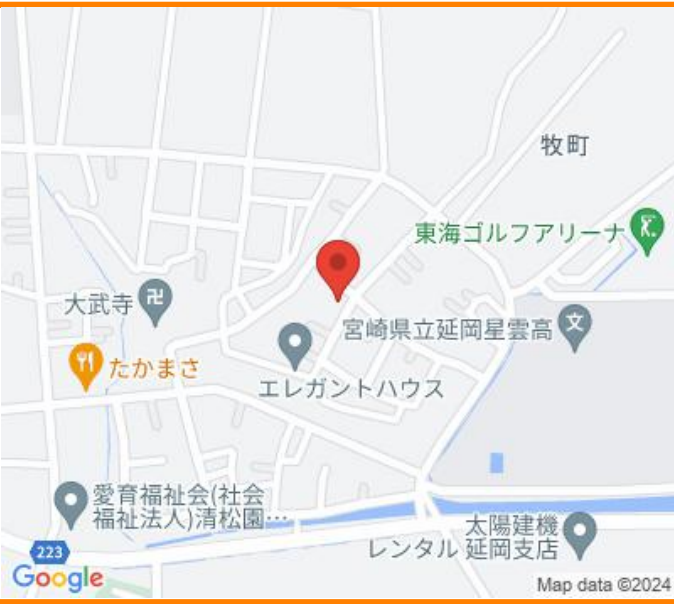 牧町
東海ゴルフアリーナ
大武寺
宮崎県立延岡星雲高
たかまさ
エレガントハウス
愛育福祉会(社会
福祉法人)清松園…
太陽建機
レンタル 延岡支店
223
Google
Map data ©2024